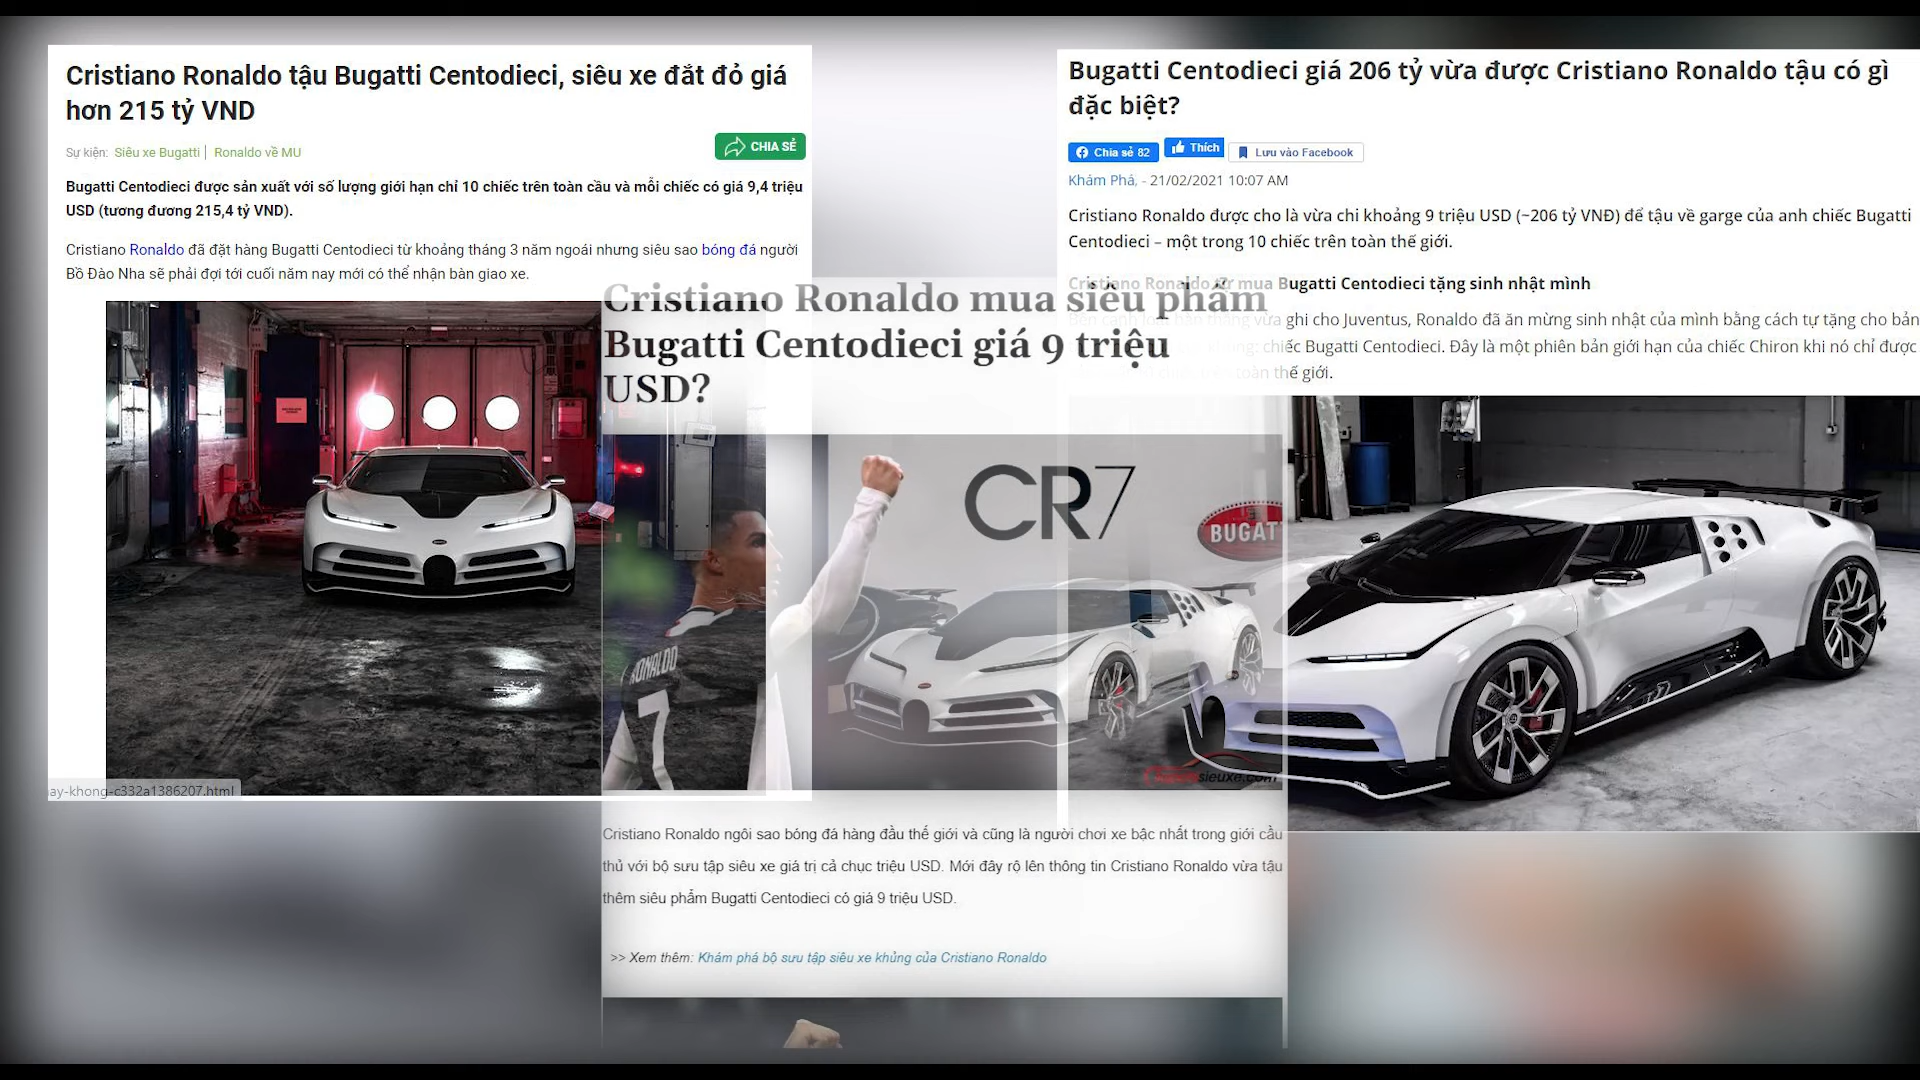 Cristiano Ronaldo tậu Bugatti Centodieci, siêu xe đắt đỏ giá
hơn 215 tỷ VND
Sự kiện: Siêu xe Bugatti | Ronaldo về MU
CHIA SẺ
Bugatti Centodieci được sản xuất với số lượng giới hạn chỉ 10 chiếc trên toàn cầu và mỗi chiếc có giá 9,4 triệu
USD (tương đương 215,4 tỷ VND).
Cristiano Ronaldo đã đặt hàng Bugatti Centodieci từ khoảng tháng 3 năm ngoái nhưng siêu sao bóng đá người
Bồ Đào Nha sẽ phải đợi tới cuối năm nay mới có thể nhận bàn giao xe.
ay-khong-c332a1386207.html
Bugatti Centodieci giá 206 tỷ vừa được Cristiano Ronaldo tậu có gì
đặc biệt?
Chia sẻ 82
Thích
Lưu vào Facebook
Khám Phá, - 21/02/2021 10:07 AM
Cristiano Ronaldo được cho là vừa chi khoảng 9 triệu USD (~206 tỷ VNĐ) để tậu về garge của anh chiếc Bugatti
Centodieci – một trong 10 chiếc trên toàn thế giới.
Cristiano Ronaldo tự mua Bugatti Centodieci tặng sinh nhật mình
vừa ghi cho Juventus, Ronaldo đã ăn mừng sinh nhật của mình bằng cách tự tặng cho bản
chiếc Bugatti Centodieci. Đây là một phiên bản giới hạn của chiếc Chiron khi nó chỉ được
toàn thế giới.
Cristiano Ronaldo mua siêu phẩm
Bugatti Centodieci giá 9 triệu
USD?
CR7
BUGAT
RONALDO
7
sieuxe.com
Cristiano Ronaldo ngôi sao bóng đá hàng đầu thế giới và cũng là người chơi xe bậc nhất trong giới cầu
thủ với bộ sưu tập siêu xe giá trị cả chục triệu USD. Mới đây rộ lên thông tin Cristiano Ronaldo vừa tậu
thêm siêu phẩm Bugatti Centodieci có giá 9 triệu USD.
>> Xem thêm: Khám phá bộ sưu tập siêu xe khủng của Cristiano Ronaldo